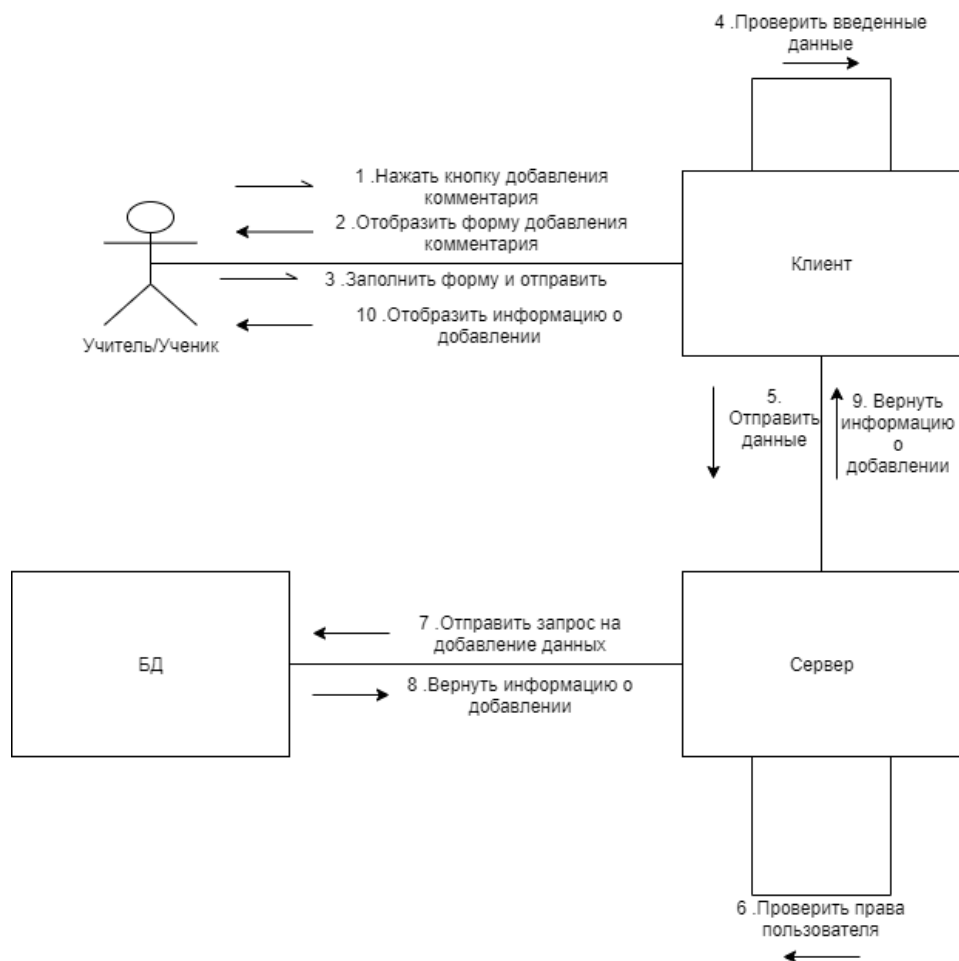 4 .Проверить введенные
данные
1 .Нажать кнопку добавления
комментария
2 .Отобразить форму добавления
комментария
Клиент
3 .Заполнить форму и отправить
10 .Отобразить информацию о
добавлении
Учитель/Ученик
5.
Отправить
данные
9. Вернуть
информацию
о
добавлении
7 .Отправить запрос на
добавление данных
БД
Сервер
8 .Вернуть информацию о
добавлении
6 .Проверить права
пользователя